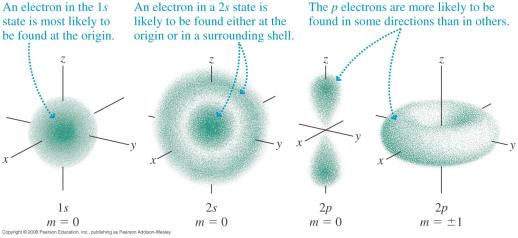 An electron in the 1s
state is most likely to
be found at the origin.
An electron in a 2s state is
likely to be found either at the
origin or in a surrounding shell.
The p electrons are more likely to be
found in some directions than in others.
z
z
z
z
x
y
x
y
x
y
x
y
1s
m = 0
2s
m = 0
2p
m = 0
2p
m = ±1
Copyright © 2008 Pearson Education, Inc., publishing as Pearson Addison-Wesley